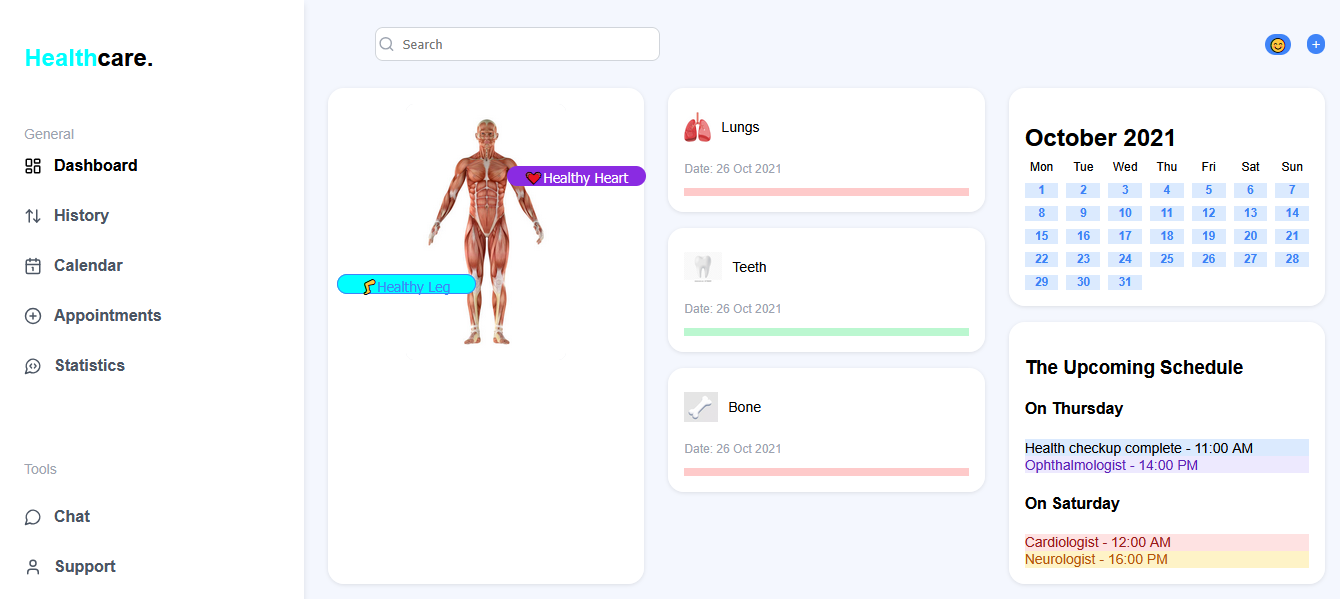 Healthcare.
General
Dashboard
History
Calendar
Appointments
Statistics
Tools
Chat
Support
Search
+
Healthy Heart
Healthy Leg
Lungs
Date: 26 Oct 2021
Teeth
Date: 26 Oct 2021
Bone
Date: 26 Oct 2021
October 2021
Mon Tue Wed Thu Fri Sat Sun
1 2 3 4 5 6 7
8 9 10 11 12 13 14
15 16 17 18 19 20 21
22 23 24 25 26 27 28
29 30 31
The Upcoming Schedule
On Thursday
Health checkup complete - 11:00 AM
Ophthalmologist - 14:00 PM
On Saturday
Cardiologist - 12:00 AM
Neurologist - 16:00 PM